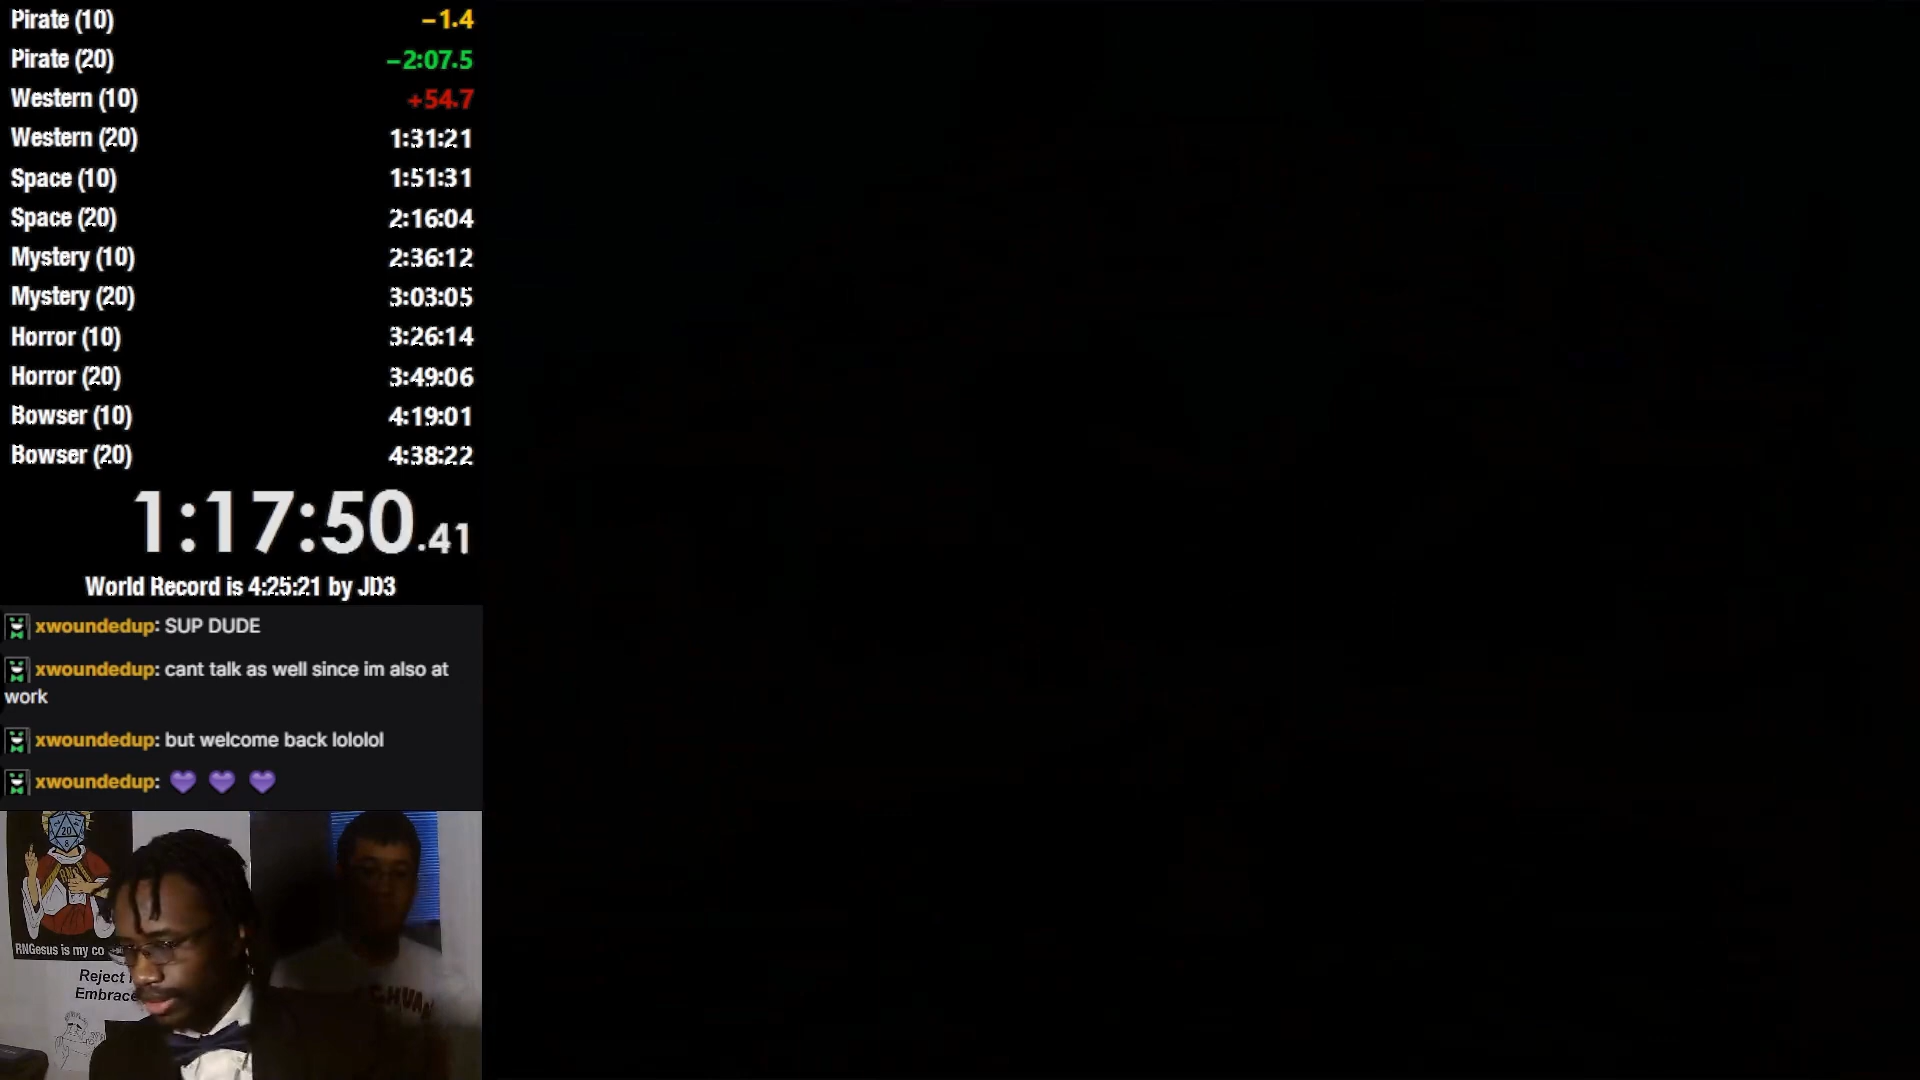 Pirate (10) −1.4
Pirate (20) −2:07.5
Western (10) +54.7
Western (20) 1:31:21
Space (10) 1:51:31
Space (20) 2:16:04
Mystery (10) 2:36:12
Mystery (20) 3:03:05
Horror (10) 3:26:14
Horror (20) 3:49:06
Bowser (10) 4:19:01
Bowser (20) 4:38:22
1:17:50.41
World Record is 4:25:21 by JD3
xwoundedup: SUP DUDE
xwoundedup: cant talk as well since im also at
work
xwoundedup: but welcome back lololol
xwoundedup: 💜 💜 💜
20
8
RNGesus is my co
Reject
Embrace